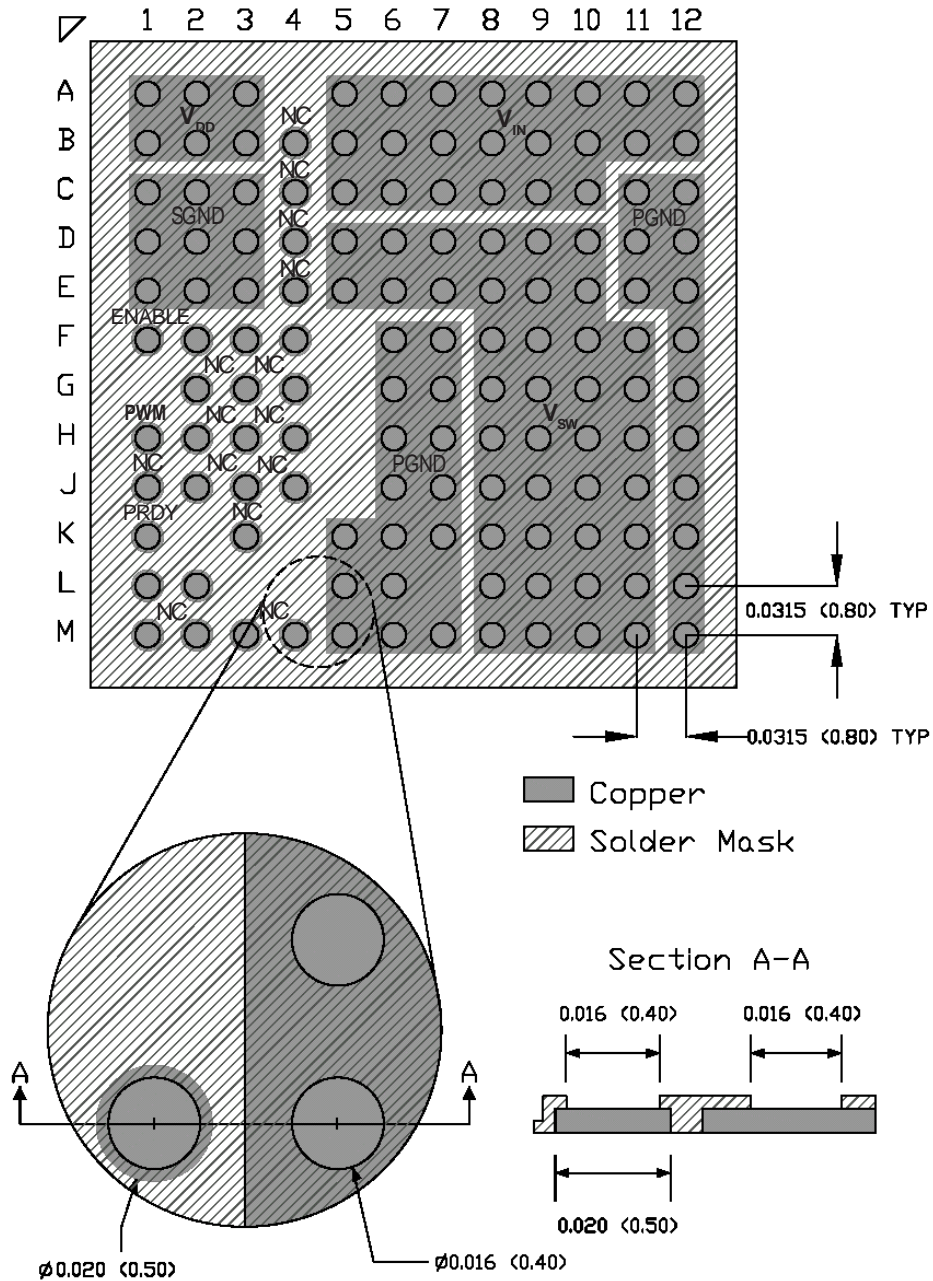 1 2 3 4 5 6 7 8 9 10 11 12
A
NC
VDD VIN
B
NC
C
SGND NC PGND
D
NC
E
ENABLE
F
NC NC
G
PWM NC NC VSW
H
NC NC NC PGND
J
PRDY NC
K
L
0.0315 (0.80) TYP
NC NC
M
0.0315 (0.80) TYP
Copper
Solder Mask
Section A-A
0.016 (0.40) 0.016 (0.40)
A A
0.020 (0.50)
Ø0.020 (0.50) Ø0.016 (0.40)